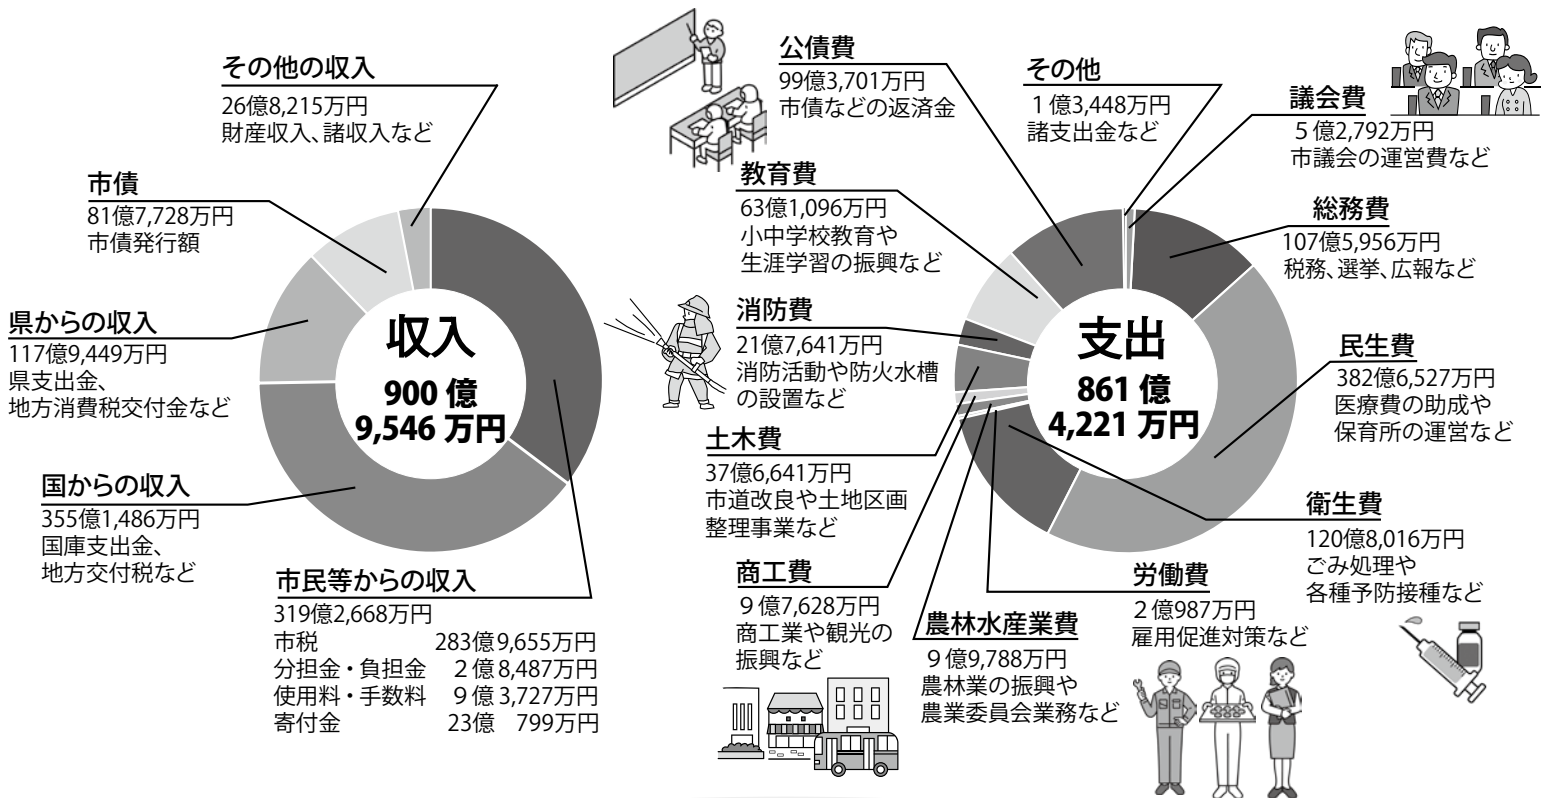 その他の収入
26億8,215万円
財産収入、諸収入など
市債
81億7,728万円
市債発行額
県からの収入
117億9,449万円
県支出金、
地方消費税交付金など
国からの収入
355億1,486万円
国庫支出金、
地方交付税など
市民等からの収入
319億2,668万円
市税 283億9,655万円
分担金・負担金 2億8,487万円
使用料・手数料 9億3,727万円
寄付金 23億 799万円
収入
900 億
9,546 万円
公債費
99億3,701万円
市債などの返済金
教育費
63億1,096万円
小中学校教育や
生涯学習の振興など
消防費
21億7,641万円
消防活動や防火水槽
の設置など
土木費
37億6,641万円
市道改良や土地区画
整理事業など
商工費
9億7,628万円
商工業や観光の
振興など
農林水産業費
9億9,788万円
農林業の振興や
農業委員会業務など
労働費
2億987万円
雇用促進対策など
支出
861 億
4,221 万円
その他
1億3,448万円
諸支出金など
議会費
5億2,792万円
市議会の運営費など
総務費
107億5,956万円
税務、選挙、広報など
民生費
382億6,527万円
医療費の助成や
保育所の運営など
衛生費
120億8,016万円
ごみ処理や
各種予防接種など